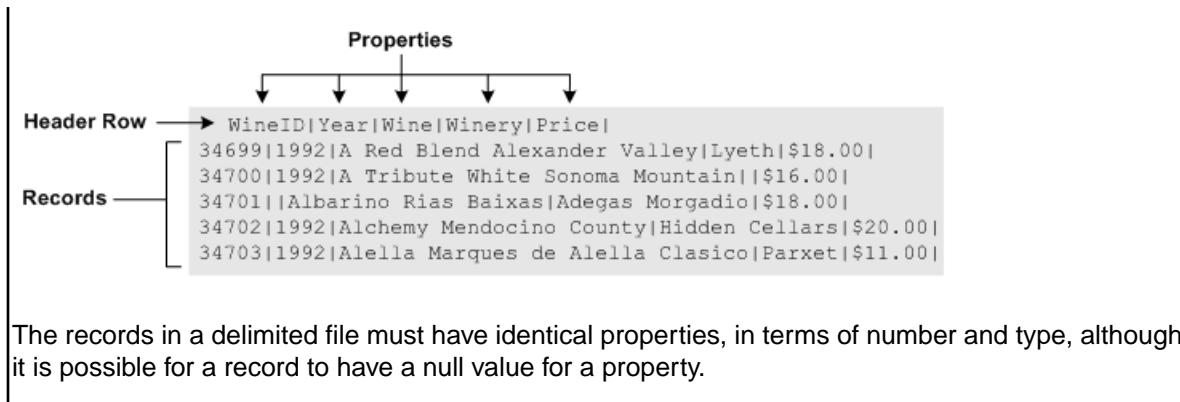 Properties
Header Row
WineID|Year|Wine|Winery|Price|
34699|1992|A Red Blend Alexander Valley|Lyeth|$18.00|
34700|1992|A Tribute White Sonoma Mountain||$16.00|
Records
34701||Albarino Rias Baixas|Adegas Morgadio|$18.00|
34702|1992|Alchemy Mendocino County|Hidden Cellars|$20.00|
34703|1992|Alella Marques de Alella Clasico|Parxet|$11.00|
The records in a delimited file must have identical properties, in terms of number and type, although
it is possible for a record to have a null value for a property.